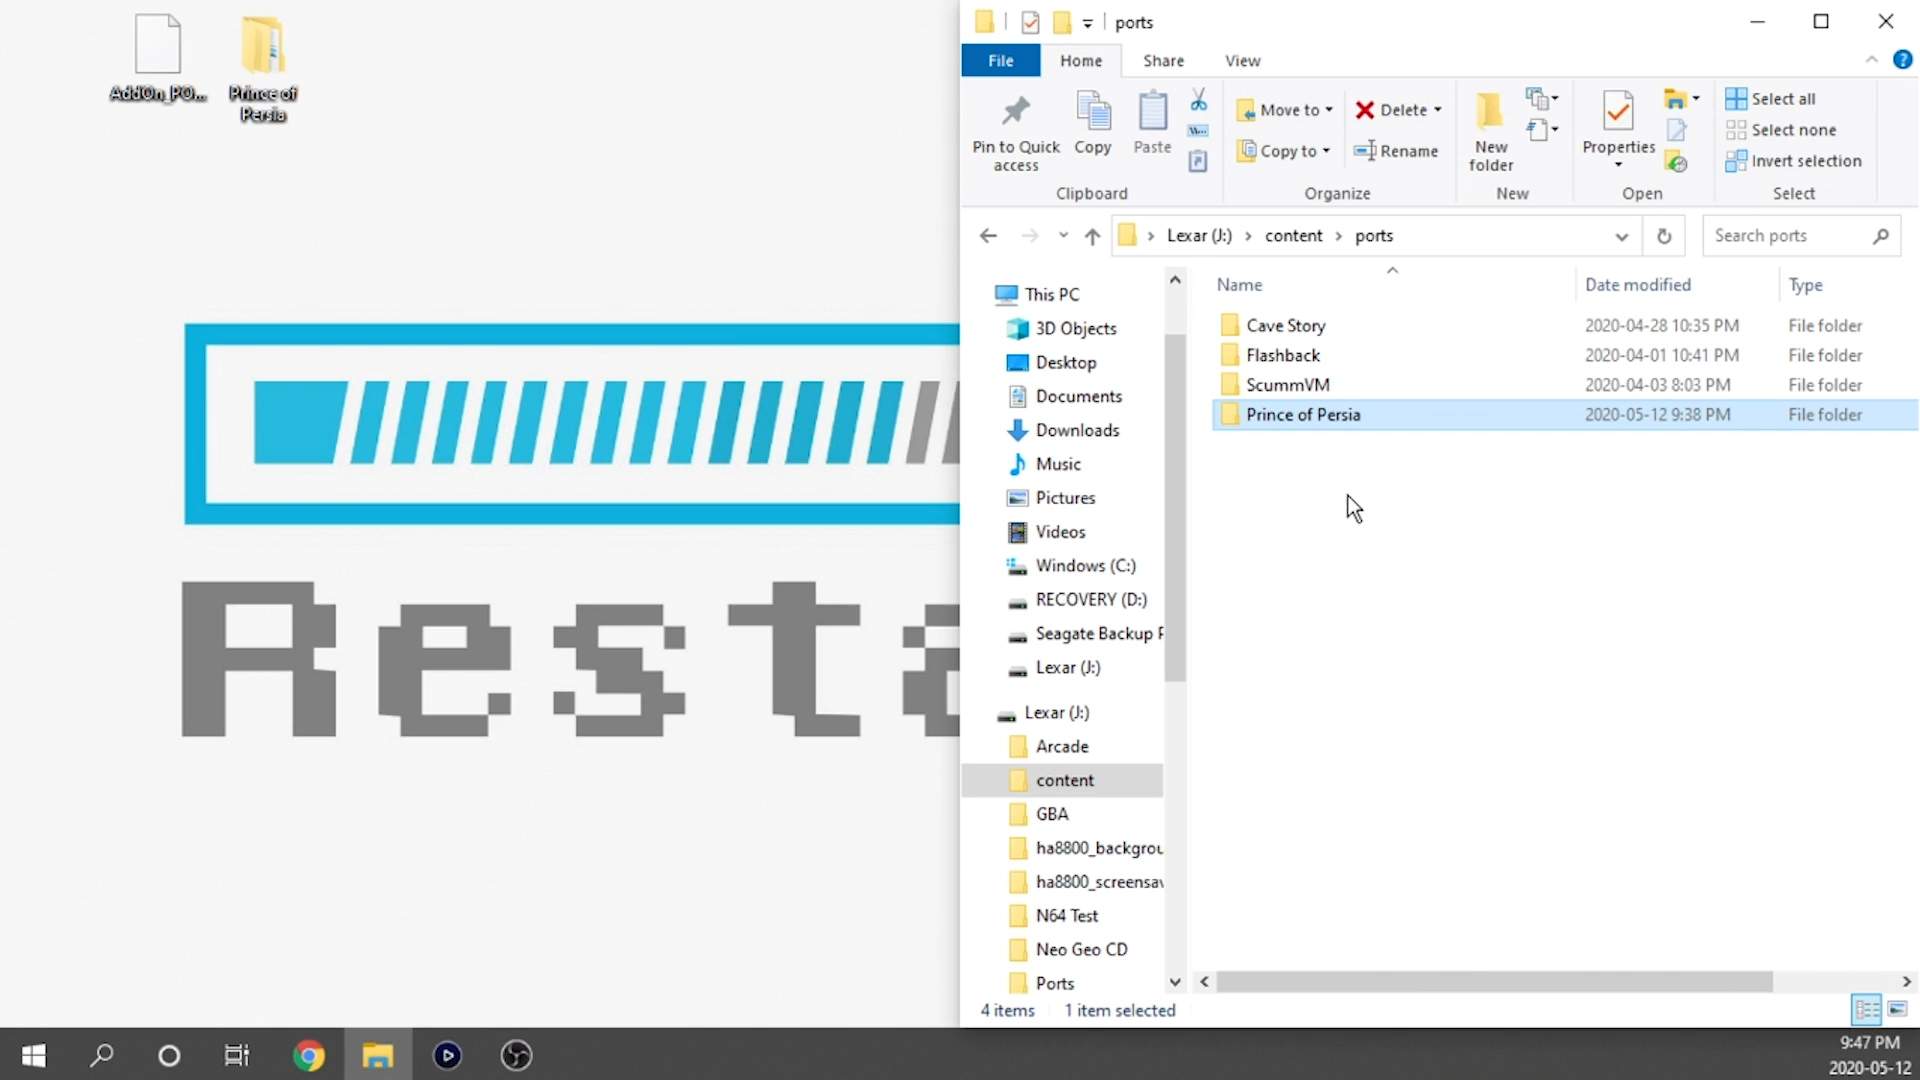 AddOn_PO...
Prince of
Persia
Resta
ports
File
Home
Share
View
Pin to Quick
access
Copy
Paste
Move to
Copy to
Delete
Rename
New
folder
Properties
Select all
Select none
Invert selection
Clipboard
Organize
New
Open
Select
Lexar (J:)
content
ports
Search ports
Name
Date modified
Type
Cave Story 2020-04-28 10:35 PM File folder
Flashback 2020-04-01 10:41 PM File folder
ScummVM 2020-04-03 8:03 PM File folder
Prince of Persia 2020-05-12 9:38 PM File folder
This PC
3D Objects
Desktop
Documents
Downloads
Music
Pictures
Videos
Windows (C:)
RECOVERY (D:)
Seagate Backup P
Lexar (J:)
Lexar (J:)
Arcade
content
GBA
ha8800_backgrou
ha8800_screensav
N64 Test
Neo Geo CD
Ports
4 items
1 item selected
9:47 PM
2020-05-12